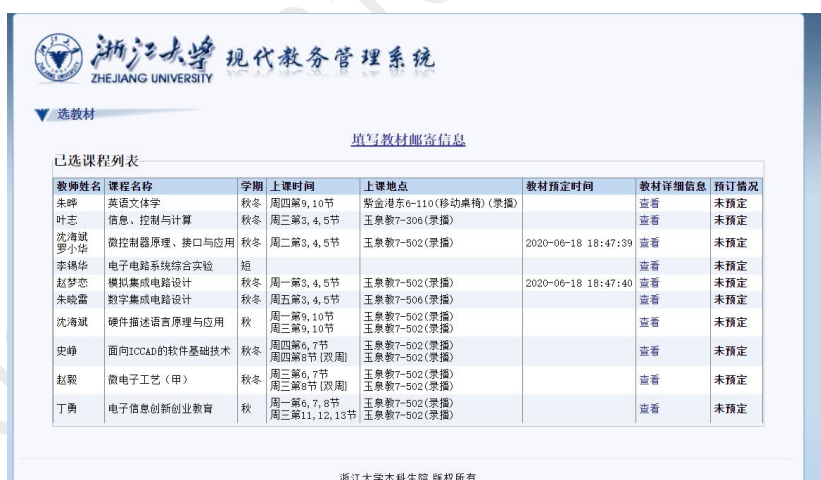 浙江大学 现代教务管理系统
ZHEJIANG UNIVERSITY
选教材
填写教材邮寄信息
已选课程列表
教师姓名 课程名称 学期 上课时间 上课地点 教材预定时间 教材详细信息 预订情况
朱晔 英语文体学 秋冬 周四第9,10节 紫金港东6-110(移动桌椅)(录播) 查看 未预定
叶志 信息、控制与计算 秋冬 周三第3,4,5节 玉泉教7-306(录播) 查看 未预定
沈海斌
罗小华 微控制器原理、接口与应用 秋冬 周二第3,4,5节 玉泉教7-502(录播) 2020-06-18 18:47:39 查看 未预定
李锡华 电子电路系统综合实验 短 查看 未预定
赵梦恋 模拟集成电路设计 秋冬 周一第3,4,5节 玉泉教7-502(录播) 2020-06-18 18:47:40 查看 未预定
朱晓雷 数字集成电路设计 秋冬 周五第3,4,5节 玉泉教7-506(录播) 查看 未预定
沈海斌 硬件描述语言原理与应用 秋 周一第9,10节 玉泉教7-502(录播) 查看 未预定
周三第9,10节 玉泉教7-502(录播)
史峥 面向ICCAD的软件基础技术 秋冬 周四第6,7节 玉泉教7-502(录播) 查看 未预定
周四第8节{双周} 玉泉教7-502(录播)
赵毅 微电子工艺（甲） 秋冬 周三第6,7节 玉泉教7-502(录播) 查看 未预定
周三第8节{双周} 玉泉教7-502(录播)
丁勇 电子信息创新创业教育 秋 周一第6,7,8节 玉泉教7-502(录播) 查看 未预定
周三第11,12,13节 玉泉教7-502(录播)
浙江大学本科生院 版权所有